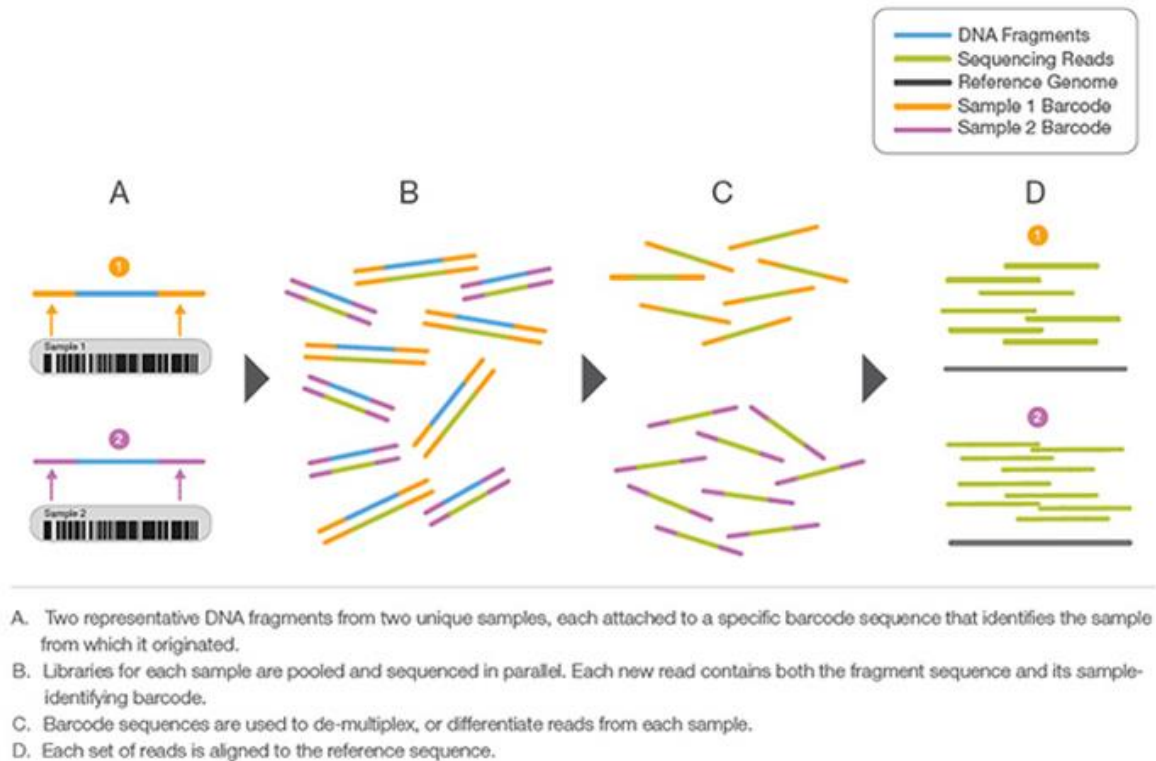 DNA Fragments
Sequencing Reads
Reference Genome
Sample 1 Barcode
Sample 2 Barcode
A
B
C
D
1
1
Sample 1
2
2
Sample 2
A. Two representative DNA fragments from two unique samples, each attached to a specific barcode sequence that identifies the sample
from which it originated.
B. Libraries for each sample are pooled and sequenced in parallel. Each new read contains both the fragment sequence and its sample-
identifying barcode.
C. Barcode sequences are used to de-multiplex, or differentiate reads from each sample.
D. Each set of reads is aligned to the reference sequence.